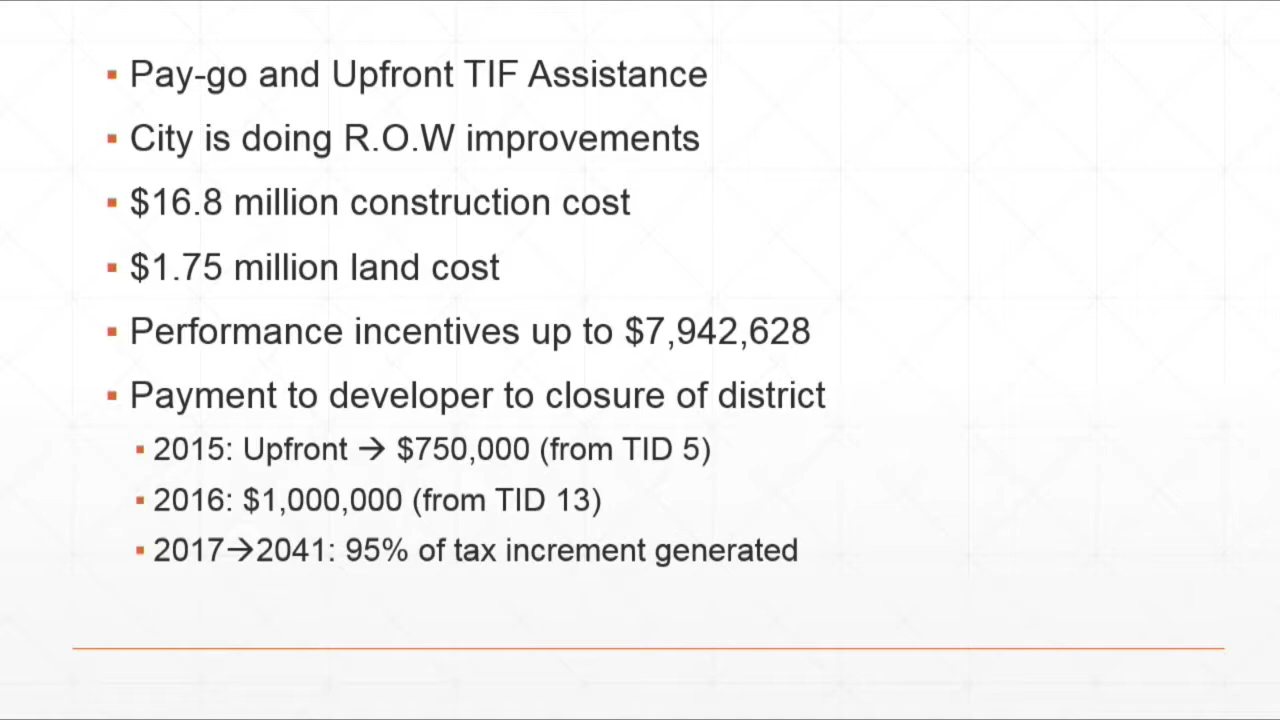 ▪ Pay-go and Upfront TIF Assistance
▪ City is doing R.O.W improvements
▪ $16.8 million construction cost
▪ $1.75 million land cost
▪ Performance incentives up to $7,942,628
▪ Payment to developer to closure of district
▪ 2015: Upfront → $750,000 (from TID 5)
▪ 2016: $1,000,000 (from TID 13)
▪ 2017→2041: 95% of tax increment generated